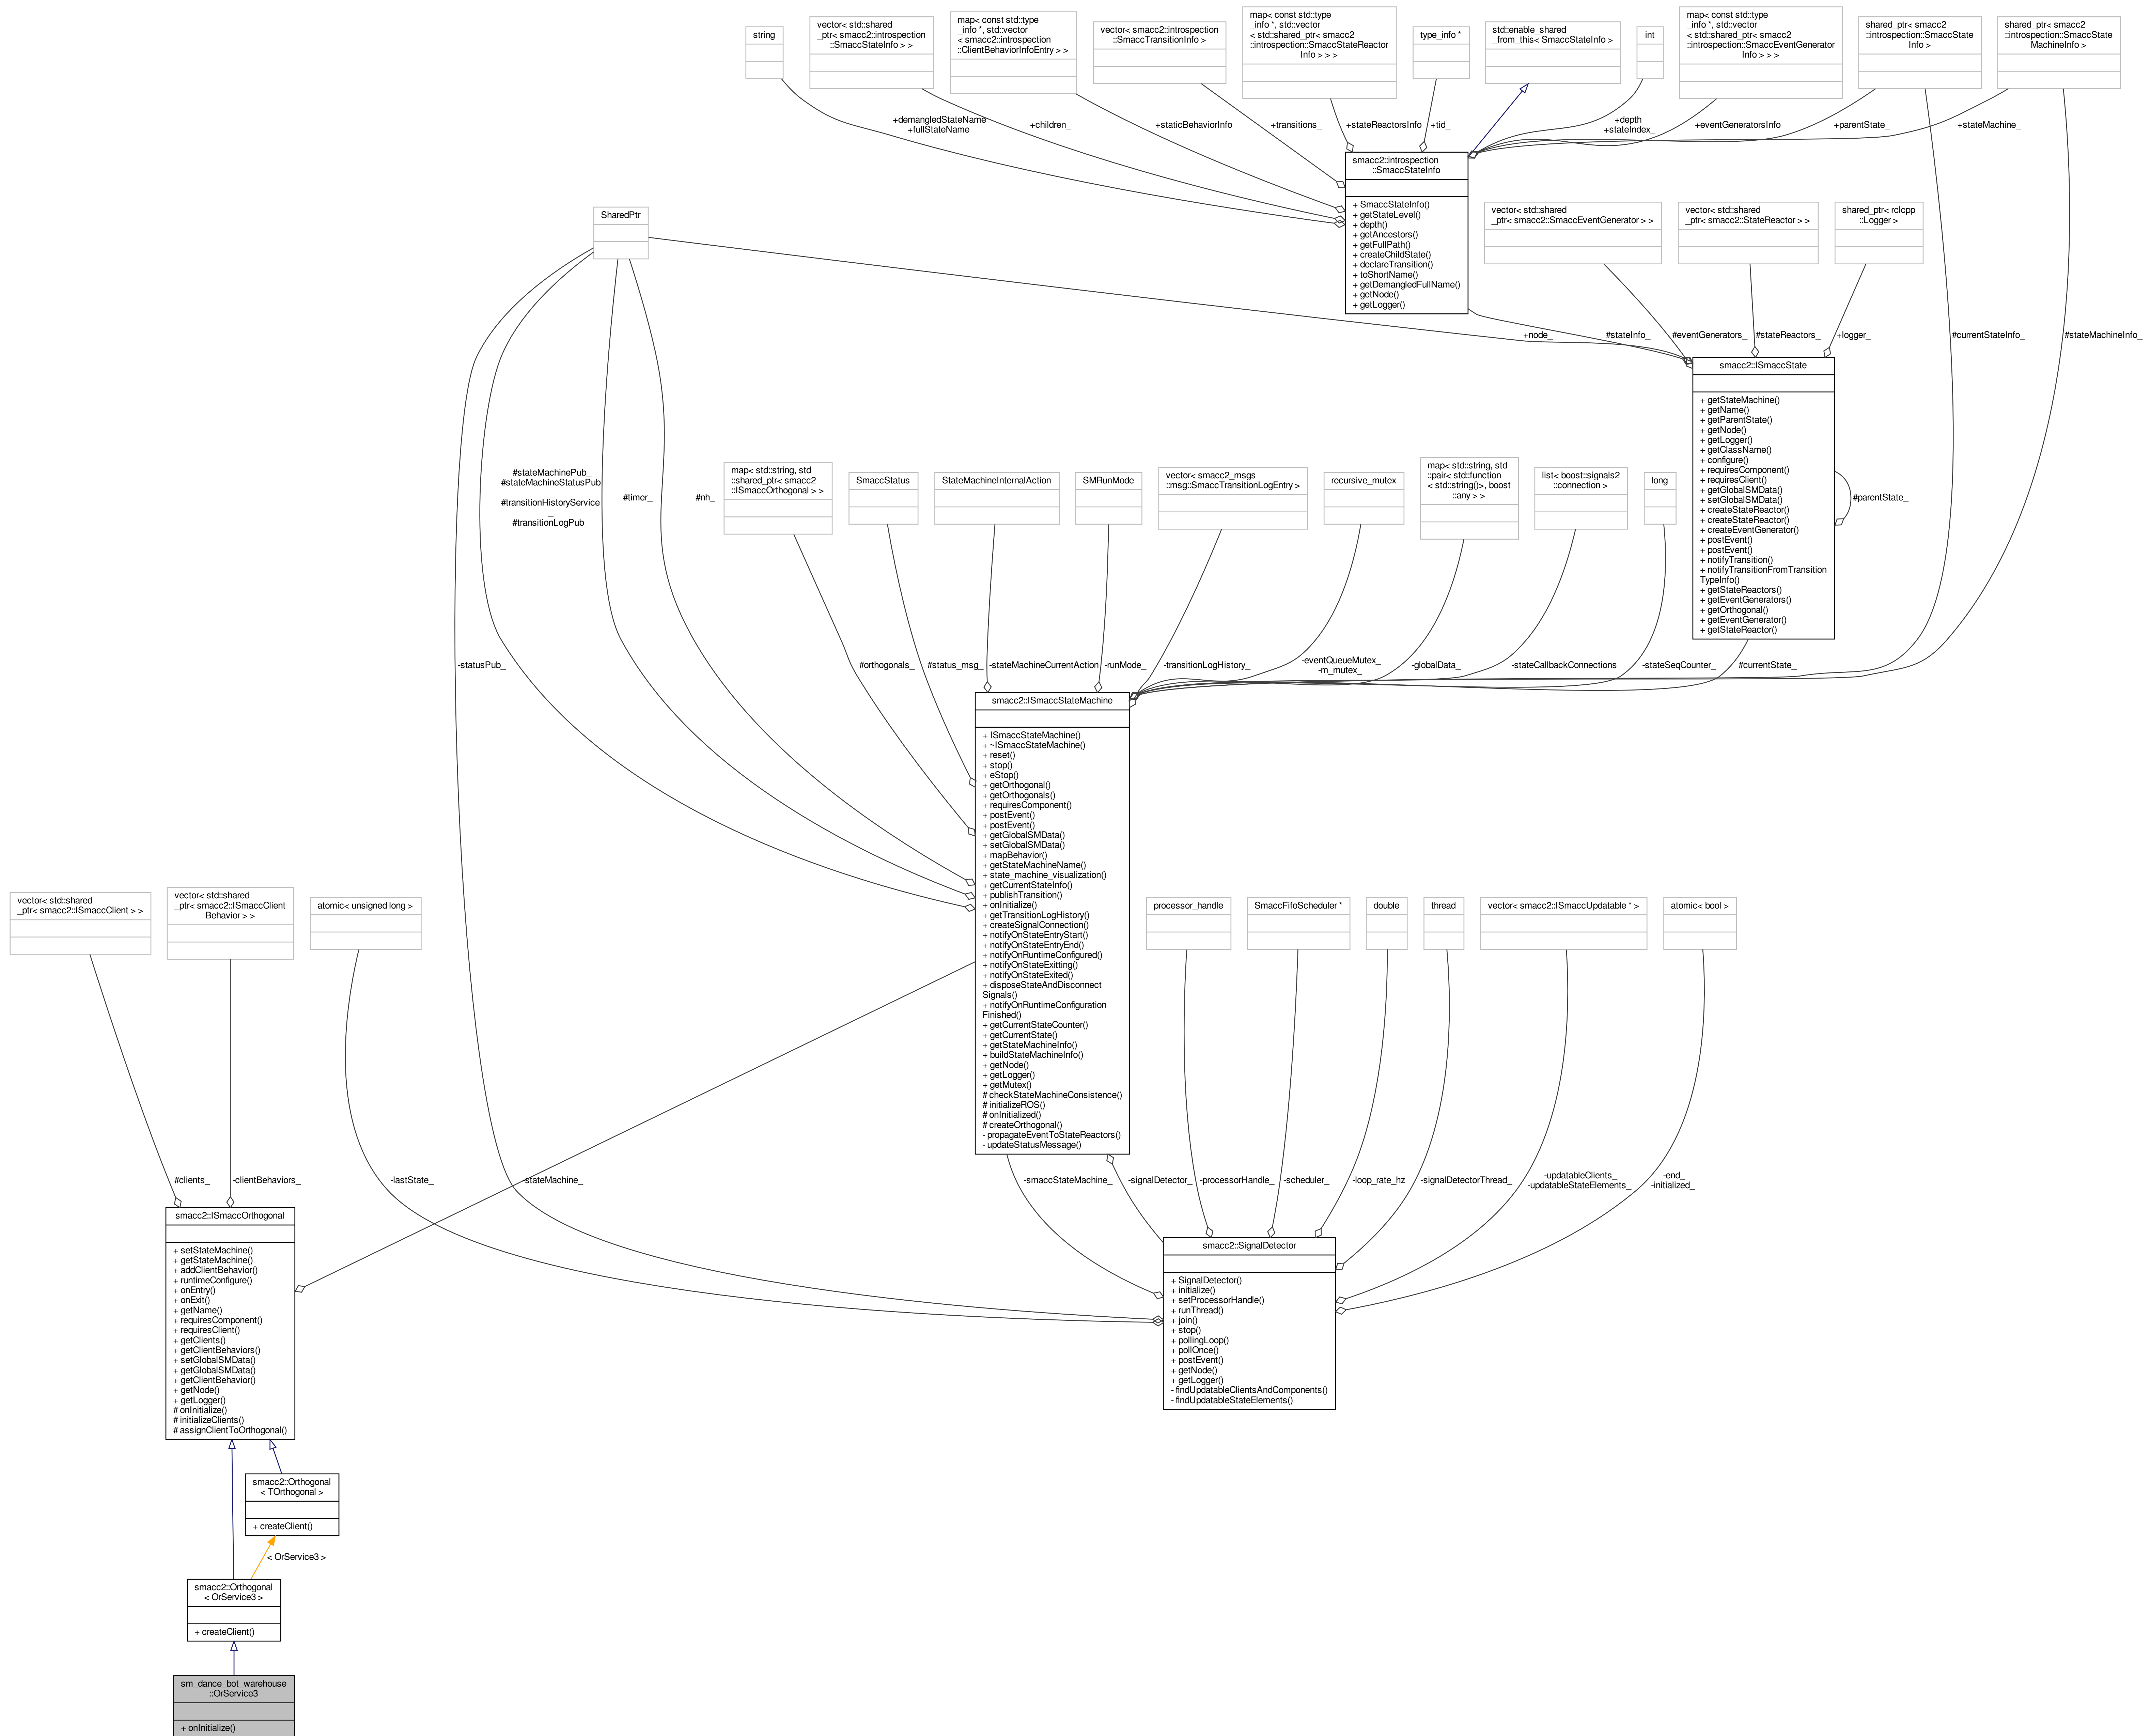 string
vector< std::shared
_ptr< smacc2::introspection
::SmaccStateInfo > >
map< const std::type
_info *, std::vector
< smacc2::introspection
::ClientBehaviorInfoEntry > >
vector< smacc2::introspection
::SmaccTransitionInfo >
map< const std::type
_info *, std::vector
< std::shared_ptr< smacc2
::introspection::SmaccStateReactor
Info > > >
type_info *
std::enable_shared
_from_this< SmaccStateInfo >
int
map< const std::type
_info *, std::vector
< std::shared_ptr< smacc2
::introspection::SmaccEventGenerator
Info > > >
shared_ptr< smacc2
::introspection::SmaccState
Info >
shared_ptr< smacc2
::introspection::SmaccState
MachineInfo >
+demangledStateName
+fullStateName
+children_
+staticBehaviorInfo
+transitions_
+stateReactorsInfo
+tid_
+depth_
+stateIndex_
+eventGeneratorsInfo
+parentState_
+stateMachine_
smacc2::introspection
::SmaccStateInfo
+ SmaccStateInfo()
+ getStateLevel()
+ depth()
+ getAncestors()
+ getFullPath()
+ createChildState()
+ declareTransition()
+ toShortName()
+ getDemangledFullName()
+ getNode()
+ getLogger()
SharedPtr
vector< std::shared
_ptr< smacc2::SmaccEventGenerator > >
vector< std::shared
_ptr< smacc2::StateReactor > >
shared_ptr< rclcpp
::Logger >
+node_
#stateInfo_
#eventGenerators_
#stateReactors_
+logger_
#currentStateInfo_
#stateMachineInfo_
smacc2::ISmaccState
+ getStateMachine()
+ getName()
+ getParentState()
+ getNode()
+ getLogger()
+ getClassName()
+ configure()
+ requiresComponent()
+ requiresClient()
+ getGlobalSMData()
+ setGlobalSMData()
+ createStateReactor()
+ createStateReactor()
+ createEventGenerator()
+ postEvent()
+ postEvent()
+ notifyTransition()
+ notifyTransitionFromTransition
TypeInfo()
+ getStateReactors()
+ getEventGenerators()
+ getOrthogonal()
+ getEventGenerator()
+ getStateReactor()
#parentState_
#stateMachinePub_
#stateMachineStatusPub
_
#transitionHistoryService
_
#transitionLogPub_
#timer_
#nh_
map< std::string, std
::shared_ptr< smacc2
::ISmaccOrthogonal > >
SmaccStatus
StateMachineInternalAction
SMRunMode
vector< smacc2_msgs
::msg::SmaccTransitionLogEntry >
recursive_mutex
map< std::string, std
::pair< std::function
< std::string()>, boost
::any > >
list< boost::signals2
::connection >
long
-statusPub_
#orthogonals_
#status_msg_
-stateMachineCurrentAction
-runMode_
-transitionLogHistory_
-eventQueueMutex_
-m_mutex_
-globalData_
-stateCallbackConnections
-stateSeqCounter_
#currentState_
smacc2::ISmaccStateMachine
+ ISmaccStateMachine()
+ ~ISmaccStateMachine()
+ reset()
+ stop()
+ eStop()
+ getOrthogonal()
+ getOrthogonals()
+ requiresComponent()
+ postEvent()
+ postEvent()
+ getGlobalSMData()
+ setGlobalSMData()
+ mapBehavior()
+ getStateMachineName()
+ state_machine_visualization()
+ getCurrentStateInfo()
+ publishTransition()
+ onInitialize()
+ getTransitionLogHistory()
+ createSignalConnection()
+ notifyOnStateEntryStart()
+ notifyOnStateEntryEnd()
+ notifyOnRuntimeConfigured()
+ notifyOnStateExitting()
+ notifyOnStateExited()
+ disposeStateAndDisconnect
Signals()
+ notifyOnRuntimeConfiguration
Finished()
+ getCurrentStateCounter()
+ getCurrentState()
+ getStateMachineInfo()
+ buildStateMachineInfo()
+ getNode()
+ getLogger()
+ getMutex()
# checkStateMachineConsistence()
# initializeROS()
# onInitialized()
# createOrthogonal()
- propagateEventToStateReactors()
- updateStatusMessage()
vector< std::shared
_ptr< smacc2::ISmaccClient > >
vector< std::shared
_ptr< smacc2::ISmaccClient
Behavior > >
atomic< unsigned long >
processor_handle
SmaccFifoScheduler *
double
thread
vector< smacc2::ISmaccUpdatable * >
atomic< bool >
#clients_
-clientBehaviors_
-lastState_
-stateMachine_
-smaccStateMachine_
-signalDetector_
-processorHandle_
-scheduler_
-loop_rate_hz
-signalDetectorThread_
-updatableClients_
-updatableStateElements_
-end_
-initialized_
smacc2::ISmaccOrthogonal
+ setStateMachine()
+ getStateMachine()
+ addClientBehavior()
+ runtimeConfigure()
+ onEntry()
+ onExit()
+ getName()
+ requiresComponent()
+ requiresClient()
+ getClients()
+ getClientBehaviors()
+ setGlobalSMData()
+ getGlobalSMData()
+ getClientBehavior()
+ getNode()
+ getLogger()
# onInitialize()
# initializeClients()
# assignClientToOrthogonal()
smacc2::SignalDetector
+ SignalDetector()
+ initialize()
+ setProcessorHandle()
+ runThread()
+ join()
+ stop()
+ pollingLoop()
+ pollOnce()
+ postEvent()
+ getNode()
+ getLogger()
- findUpdatableClientsAndComponents()
- findUpdatableStateElements()
smacc2::Orthogonal
< TOrthogonal >
+ createClient()
< OrService3 >
smacc2::Orthogonal
< OrService3 >
+ createClient()
sm_dance_bot_warehouse
::OrService3
+ onInitialize()